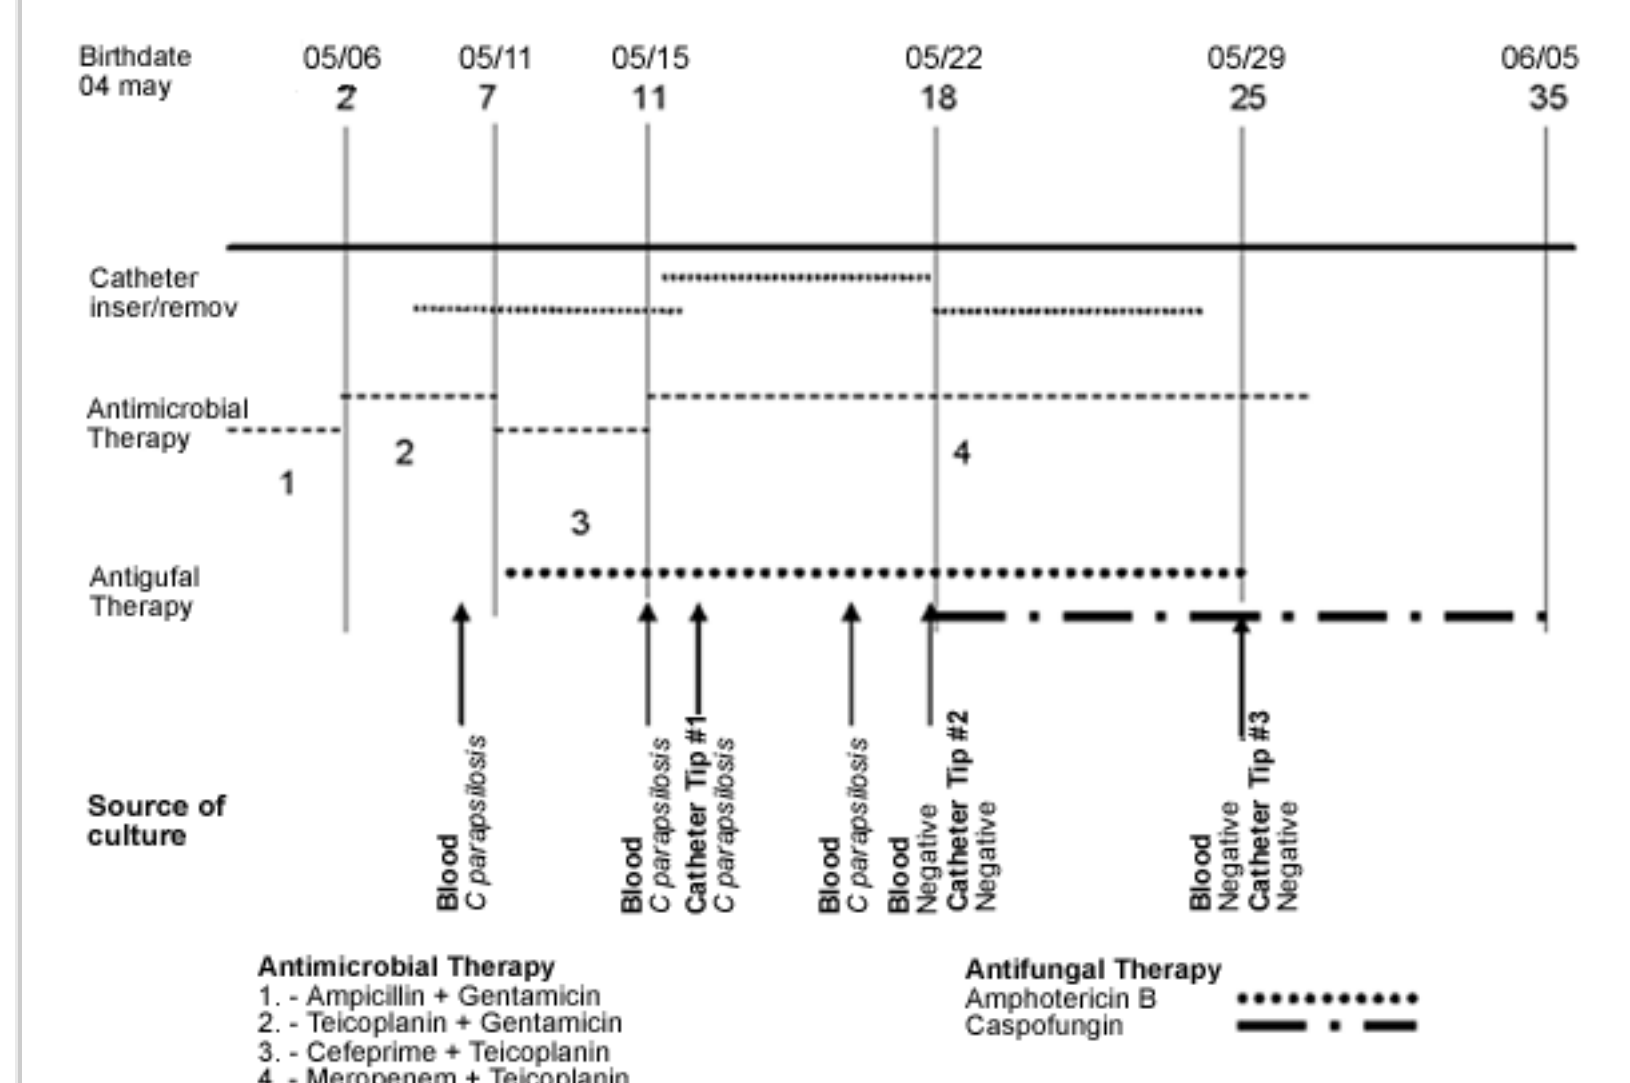 Birthdate
04 may
05/06 05/11 05/15 05/22 05/29 06/05
2 7 11 18 25 35
Catheter
inser/remov
Antimicrobial
Therapy
1
2
3
4
Antigufal
Therapy
Source of
culture
Blood
C parapsilosis
Blood
C parapsilosis
Catheter Tip #1
C parapsilosis
Blood
C parapsilosis
Blood
Negative
Catheter Tip #2
Negative
Blood
Negative
Catheter Tip #3
Negative
Antimicrobial Therapy
1. - Ampicillin + Gentamicin
2. - Teicoplanin + Gentamicin
3. - Cefeprime + Teicoplanin
4. - Meropenem + Teicoplanin
Antifungal Therapy
Amphotericin B
Caspofungin